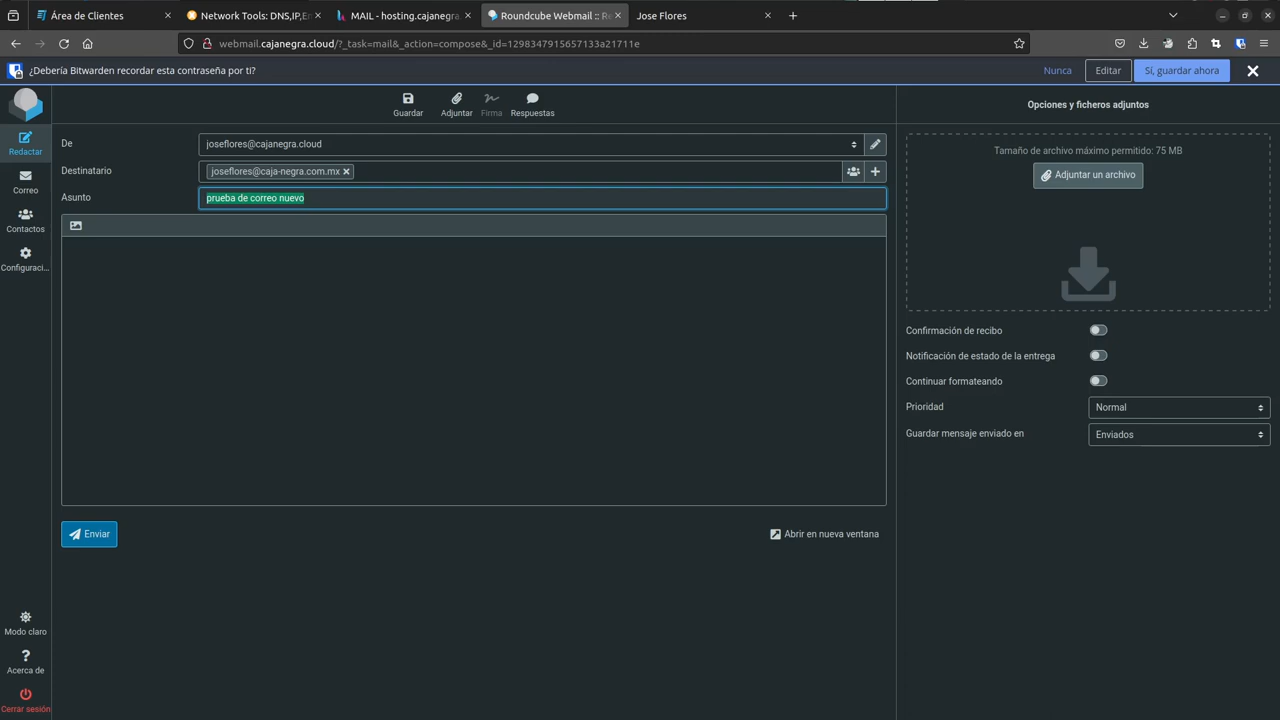 Área de Clientes
Network Tools: DNS,IP,Em
MAIL - hosting.cajanegra.
Roundcube Webmail :: Re
Jose Flores
webmail.cajanegra.cloud/?_task=mail&_action=compose&_id=1298347915657133a21711e
¿Debería Bitwarden recordar esta contraseña por ti?
Nunca
Editar
Sí, guardar ahora
Guardar
Adjuntar
Firma
Respuestas
Opciones y ficheros adjuntos
Redactar
Correo
Contactos
Configuraci...
De
joseflores@cajanegra.cloud
Destinatario
joseflores@caja-negra.com.mx
Asunto
prueba de correo nuevo
Tamaño de archivo máximo permitido: 75 MB
Adjuntar un archivo
Confirmación de recibo
Notificación de estado de la entrega
Continuar formateando
Prioridad
Normal
Guardar mensaje enviado en
Enviados
Enviar
Abrir en nueva ventana
Modo claro
Acerca de
Cerrar sesión